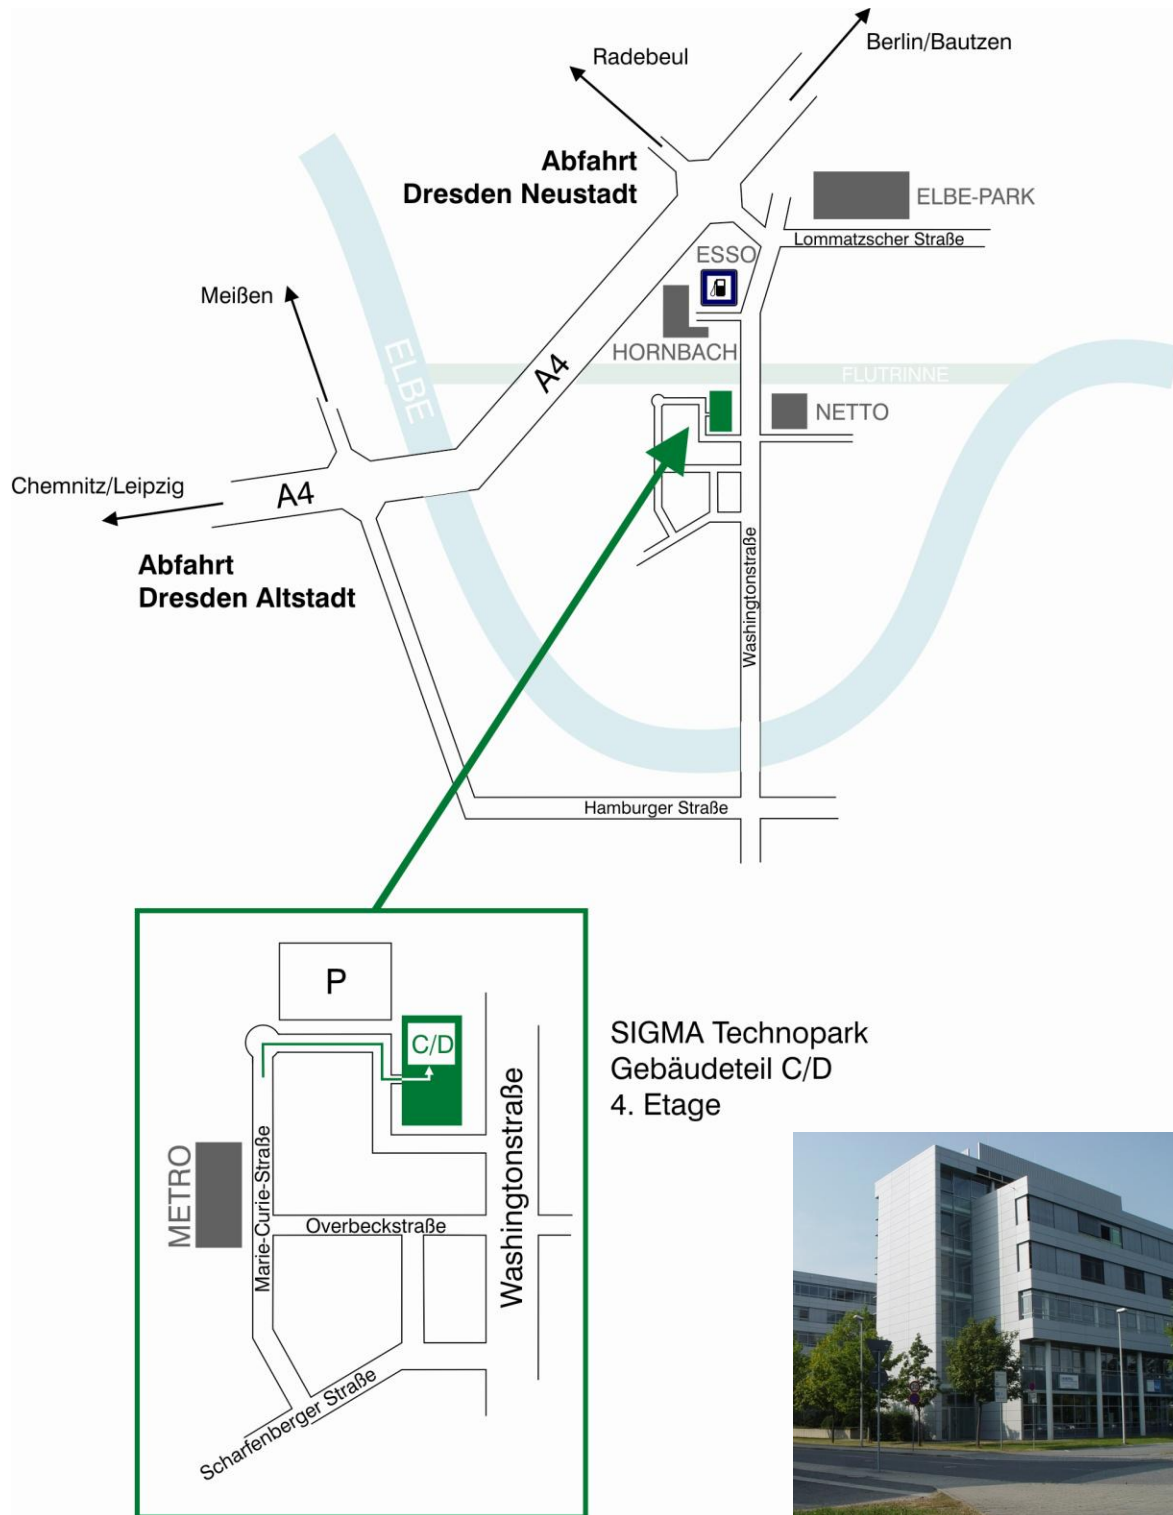 Berlin/Bautzen
Radebeul
Abfahrt
Dresden Neustadt
ELBE-PARK
Lommatzscher Straße
ESSO
Meißen
HORNBACH
ELBE
A4
FLUTRINNE
NETTO
Chemnitz/Leipzig
A4
Abfahrt
Dresden Altstadt
Washingtonstraße
Hamburger Straße
P
C/D
SIGMA Technopark
Gebäudeteil C/D
4. Etage
METRO
Marie-Curie-Straße
Overbeckstraße
Washingtonstraße
Scharfenberger Straße